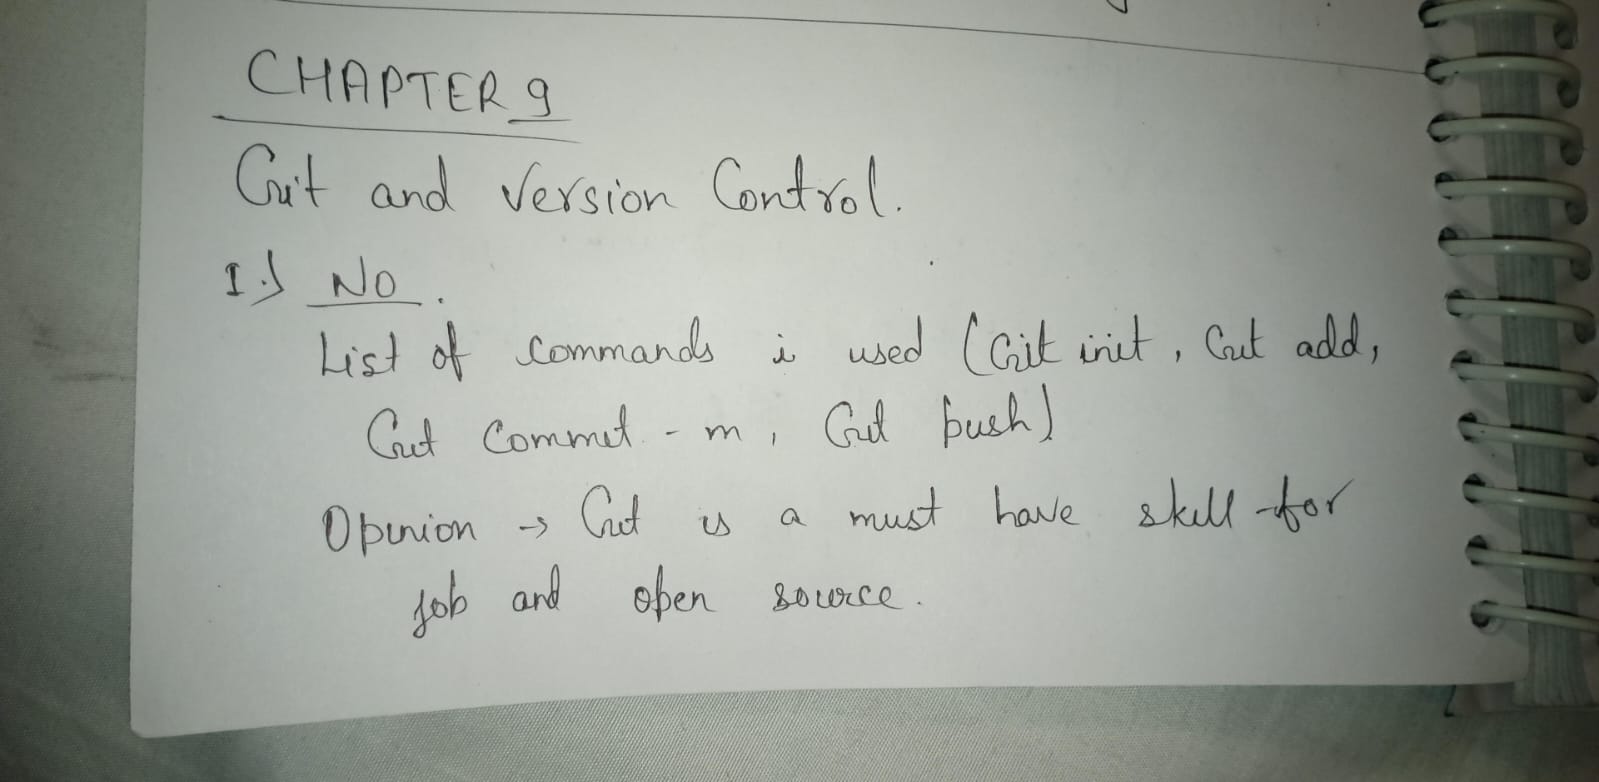 CHAPTER 9
Git and Version Control.
1.) NO.
List of commands i used (Git init, Git add,
Git Commit -m, Git push)
Opinion → Git is a must have skill for
job and open source.